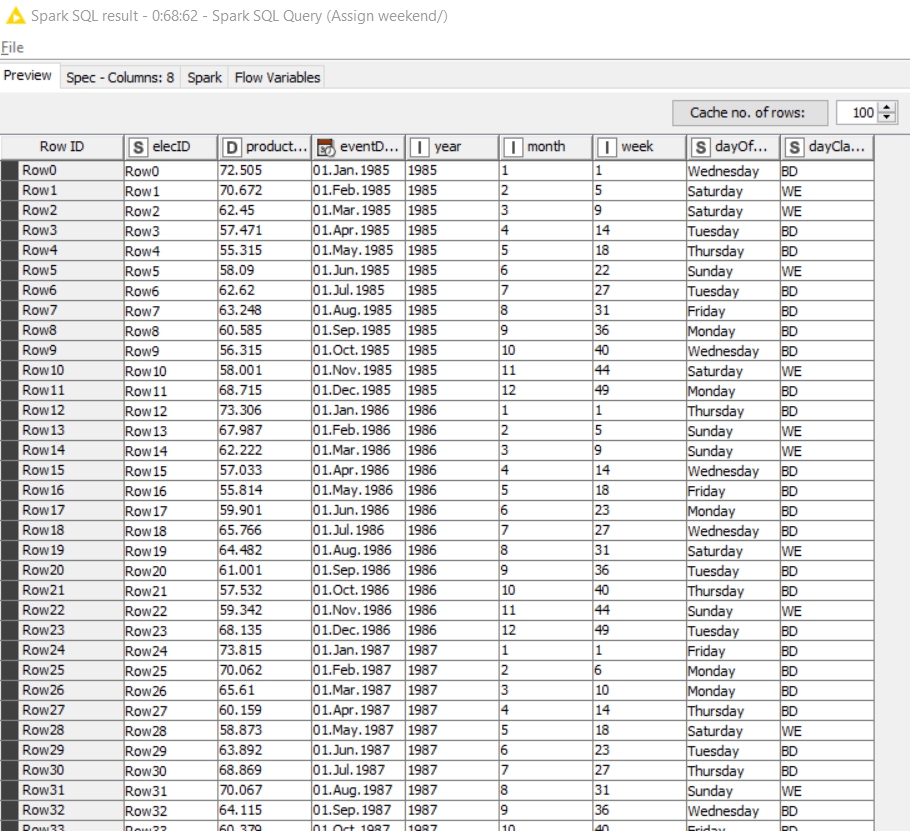 Spark SQL result - 0:68:62 - Spark SQL Query (Assign weekend/)
File
Preview Spec - Columns: 8 Spark Flow Variables
Cache no. of rows: 100
Row ID S elecID D product... eventD... I year I month I week S dayOf... S dayCla...
Row0 Row0 72.505 01.Jan.1985 1985 1 1 Wednesday BD
Row1 Row1 70.672 01.Feb.1985 1985 2 5 Saturday WE
Row2 Row2 62.45 01.Mar.1985 1985 3 9 Saturday WE
Row3 Row3 57.471 01.Apr.1985 1985 4 14 Tuesday BD
Row4 Row4 55.315 01.May.1985 1985 5 18 Thursday BD
Row5 Row5 58.09 01.Jun.1985 1985 6 22 Sunday WE
Row6 Row6 62.62 01.Jul.1985 1985 7 27 Tuesday BD
Row7 Row7 63.248 01.Aug.1985 1985 8 31 Friday BD
Row8 Row8 60.585 01.Sep.1985 1985 9 36 Monday BD
Row9 Row9 56.315 01.Oct.1985 1985 10 40 Wednesday BD
Row10 Row10 58.001 01.Nov.1985 1985 11 44 Saturday WE
Row11 Row11 68.715 01.Dec.1985 1985 12 49 Monday BD
Row12 Row12 73.306 01.Jan.1986 1986 1 1 Thursday BD
Row13 Row13 67.987 01.Feb.1986 1986 2 5 Sunday WE
Row14 Row14 62.222 01.Mar.1986 1986 3 9 Sunday WE
Row15 Row15 57.033 01.Apr.1986 1986 4 14 Wednesday BD
Row16 Row16 55.814 01.May.1986 1986 5 18 Friday BD
Row17 Row17 59.901 01.Jun.1986 1986 6 23 Monday BD
Row18 Row18 65.766 01.Jul.1986 1986 7 27 Wednesday BD
Row19 Row19 64.482 01.Aug.1986 1986 8 31 Saturday WE
Row20 Row20 61.001 01.Sep.1986 1986 9 36 Tuesday BD
Row21 Row21 57.532 01.Oct.1986 1986 10 40 Thursday BD
Row22 Row22 59.342 01.Nov.1986 1986 11 44 Sunday WE
Row23 Row23 68.135 01.Dec.1986 1986 12 49 Tuesday BD
Row24 Row24 73.815 01.Jan.1987 1987 1 1 Friday BD
Row25 Row25 70.062 01.Feb.1987 1987 2 6 Monday BD
Row26 Row26 65.61 01.Mar.1987 1987 3 10 Monday BD
Row27 Row27 60.159 01.Apr.1987 1987 4 14 Thursday BD
Row28 Row28 58.873 01.May.1987 1987 5 18 Saturday WE
Row29 Row29 63.892 01.Jun.1987 1987 6 23 Tuesday BD
Row30 Row30 68.869 01.Jul.1987 1987 7 27 Thursday BD
Row31 Row31 70.067 01.Aug.1987 1987 8 31 Sunday WE
Row32 Row32 64.115 01.Sep.1987 1987 9 36 Wednesday BD
Row33 Row33 60.379 01.Oct.1987 1987 10 40 Friday BD